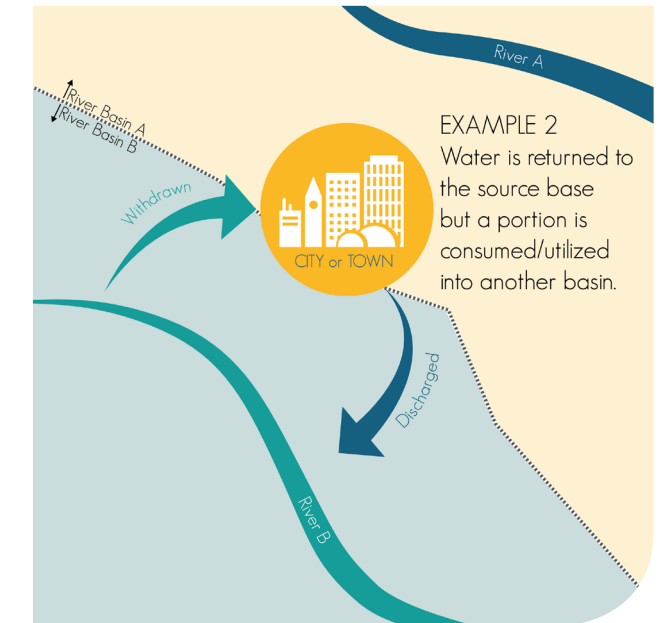 River A
River Basin A
River Basin B
EXAMPLE 2
Water is returned to
the source base
but a portion is
consumed/utilized
into another basin.
Withdrawn
CITY or TOWN
Discharged
River B